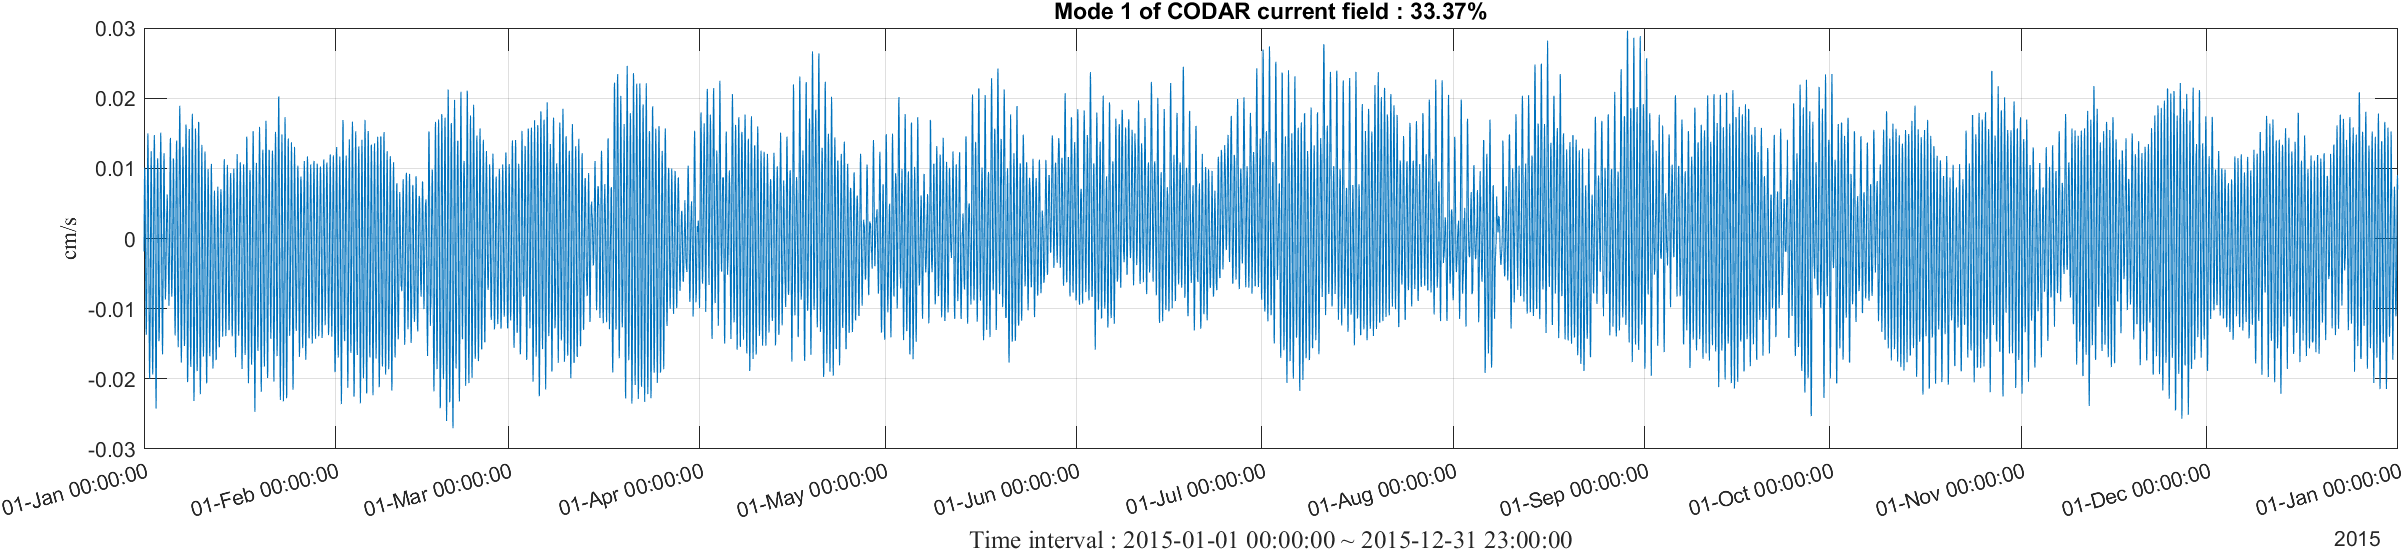 Mode 1 of CODAR current field : 33.37%
0.03
0.02
0.01
0
-0.01
-0.02
-0.03
cm/s
01-Jan 00:00:00
01-Feb 00:00:00
01-Mar 00:00:00
01-Apr 00:00:00
01-May 00:00:00
01-Jun 00:00:00
01-Jul 00:00:00
01-Aug 00:00:00
01-Sep 00:00:00
01-Oct 00:00:00
01-Nov 00:00:00
01-Dec 00:00:00
01-Jan 00:00:00
Time interval : 2015-01-01 00:00:00 ~ 2015-12-31 23:00:00
2015